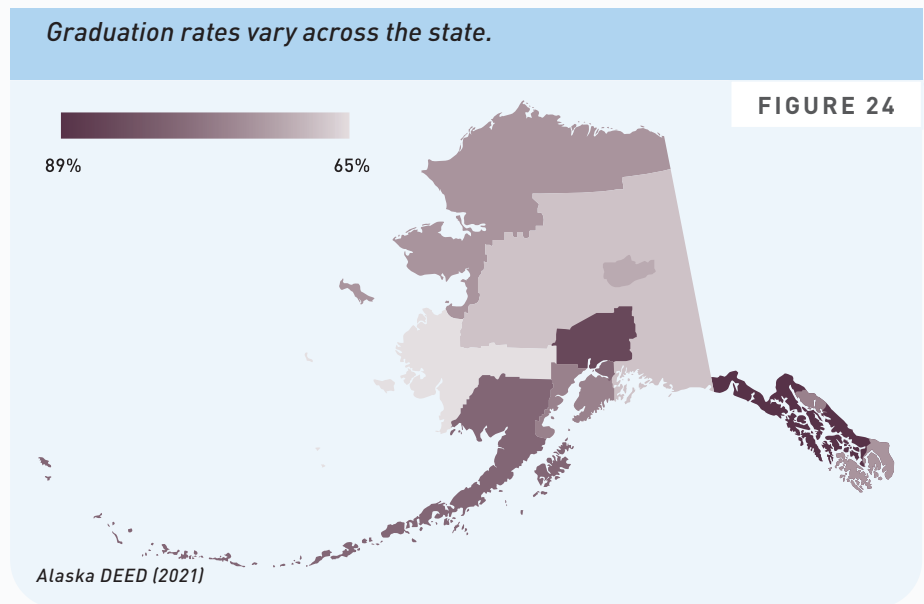 Graduation rates vary across the state.
FIGURE 24
89%
65%
Alaska DEED (2021)